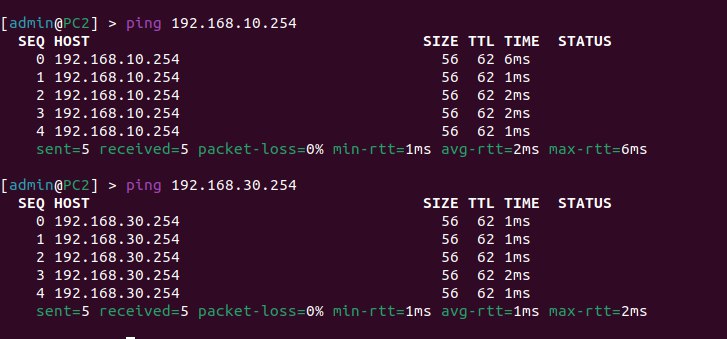 [admin@PC2] > ping 192.168.10.254
SEQ HOST SIZE TTL TIME STATUS
0 192.168.10.254 56 62 6ms
1 192.168.10.254 56 62 1ms
2 192.168.10.254 56 62 2ms
3 192.168.10.254 56 62 2ms
4 192.168.10.254 56 62 1ms
sent=5 received=5 packet-loss=0% min-rtt=1ms avg-rtt=2ms max-rtt=6ms
[admin@PC2] > ping 192.168.30.254
SEQ HOST SIZE TTL TIME STATUS
0 192.168.30.254 56 62 1ms
1 192.168.30.254 56 62 1ms
2 192.168.30.254 56 62 1ms
3 192.168.30.254 56 62 2ms
4 192.168.30.254 56 62 1ms
sent=5 received=5 packet-loss=0% min-rtt=1ms avg-rtt=1ms max-rtt=2ms